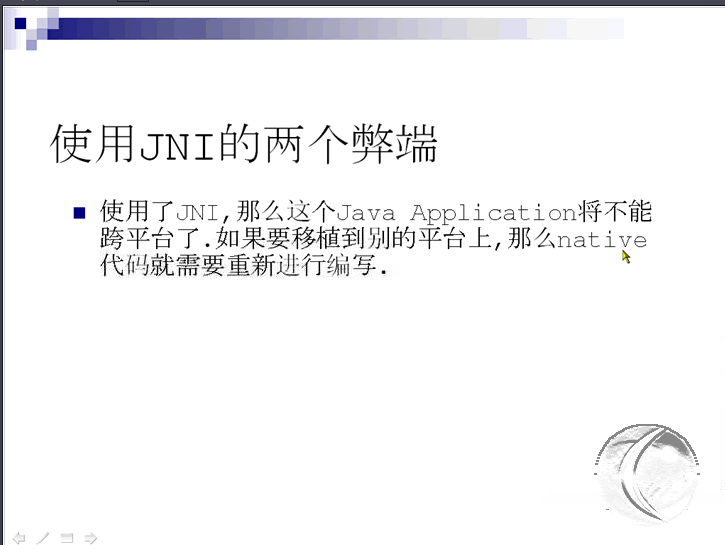 使用JNI的两个弊端
使用了JNI,那么这个Java Application将不能
跨平台了.如果要移植到别的平台上,那么native
代码就需要重新进行编写.